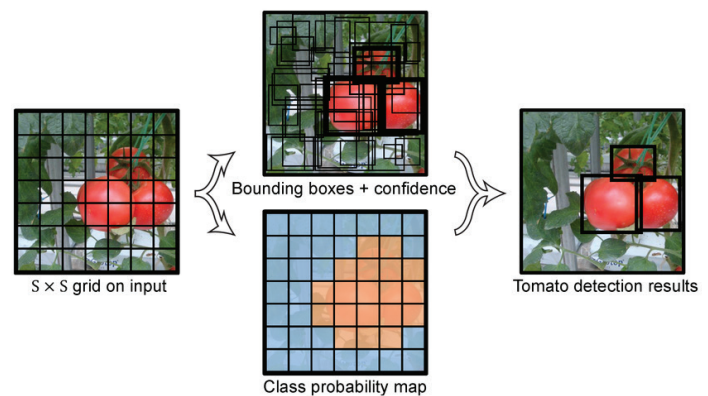 Bounding boxes + confidence
S × S grid on input
Tomato detection results
Class probability map